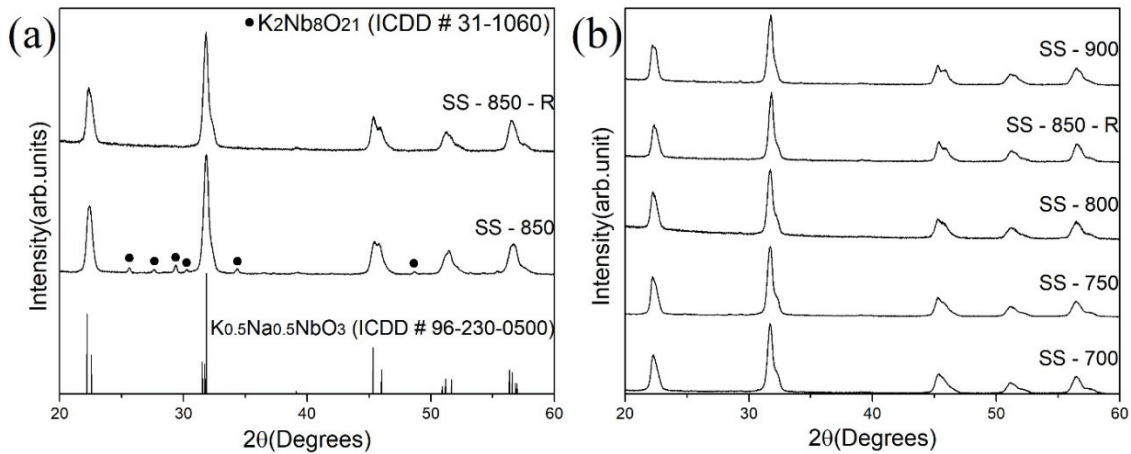 (a)
● K2Nb8O21 (ICDD # 31-1060)
SS - 850 - R
SS - 850
K0.5Na0.5NbO3 (ICDD # 96-230-0500)
Intensity(arb.units)
20 30 40 50 60
2θ(Degrees)
(b)
SS - 900
SS - 850 - R
SS - 800
SS - 750
SS - 700
Intensity(arb.unit)
20 30 40 50 60
2θ(Degrees)